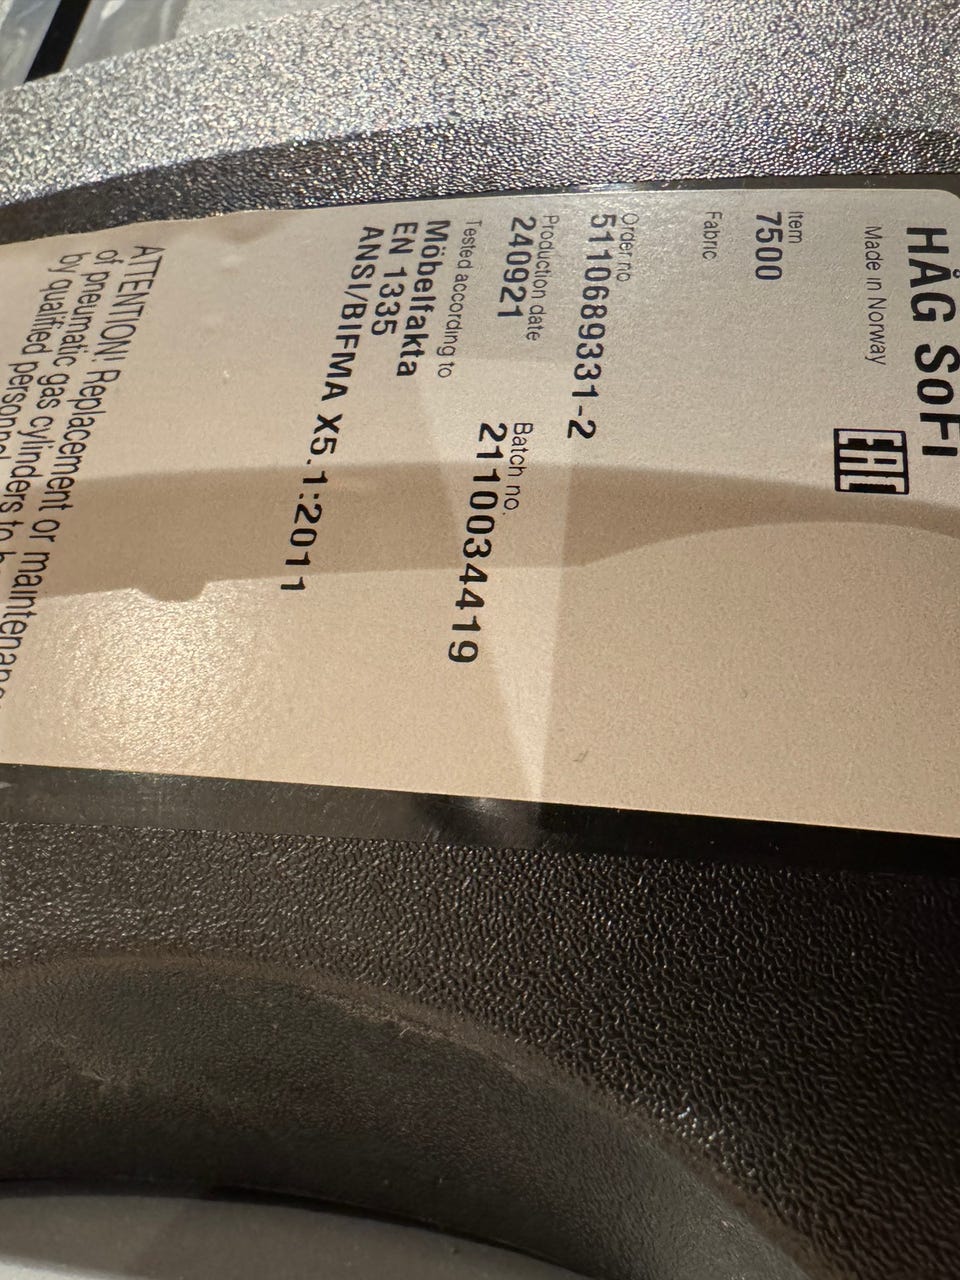 HÅG SoFi
Made in Norway
EAC
Item
7500
Fabric
Order no
5110689331-2
Production date
240921
Batch no.
2110034419
Tested according to
Möbelfakta
EN 1335
ANSI/BIFMA X5.1:2011
ATTENTION! Replacement or
of pneumatic gas cylinders to
by qualified personnel